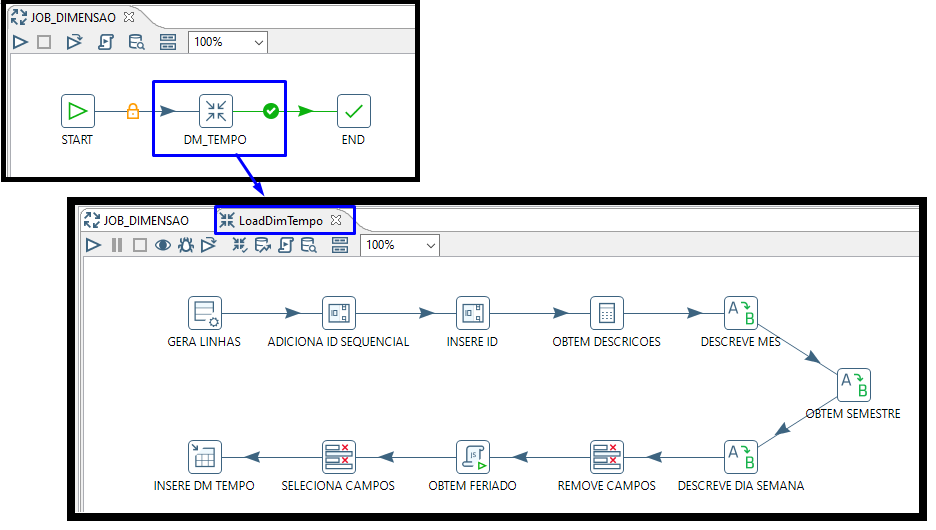 JOB_DIMENSAO
100%
START
DM_TEMPO
END
JOB_DIMENSAO
LoadDimTempo
100%
GERA LINHAS
ADICIONA ID SEQUENCIAL
INSERE ID
OBTEM DESCRICOES
DESCREVE MES
OBTEM SEMESTRE
INSERE DM TEMPO
SELECIONA CAMPOS
OBTEM FERIADO
REMOVE CAMPOS
DESCREVE DIA SEMANA